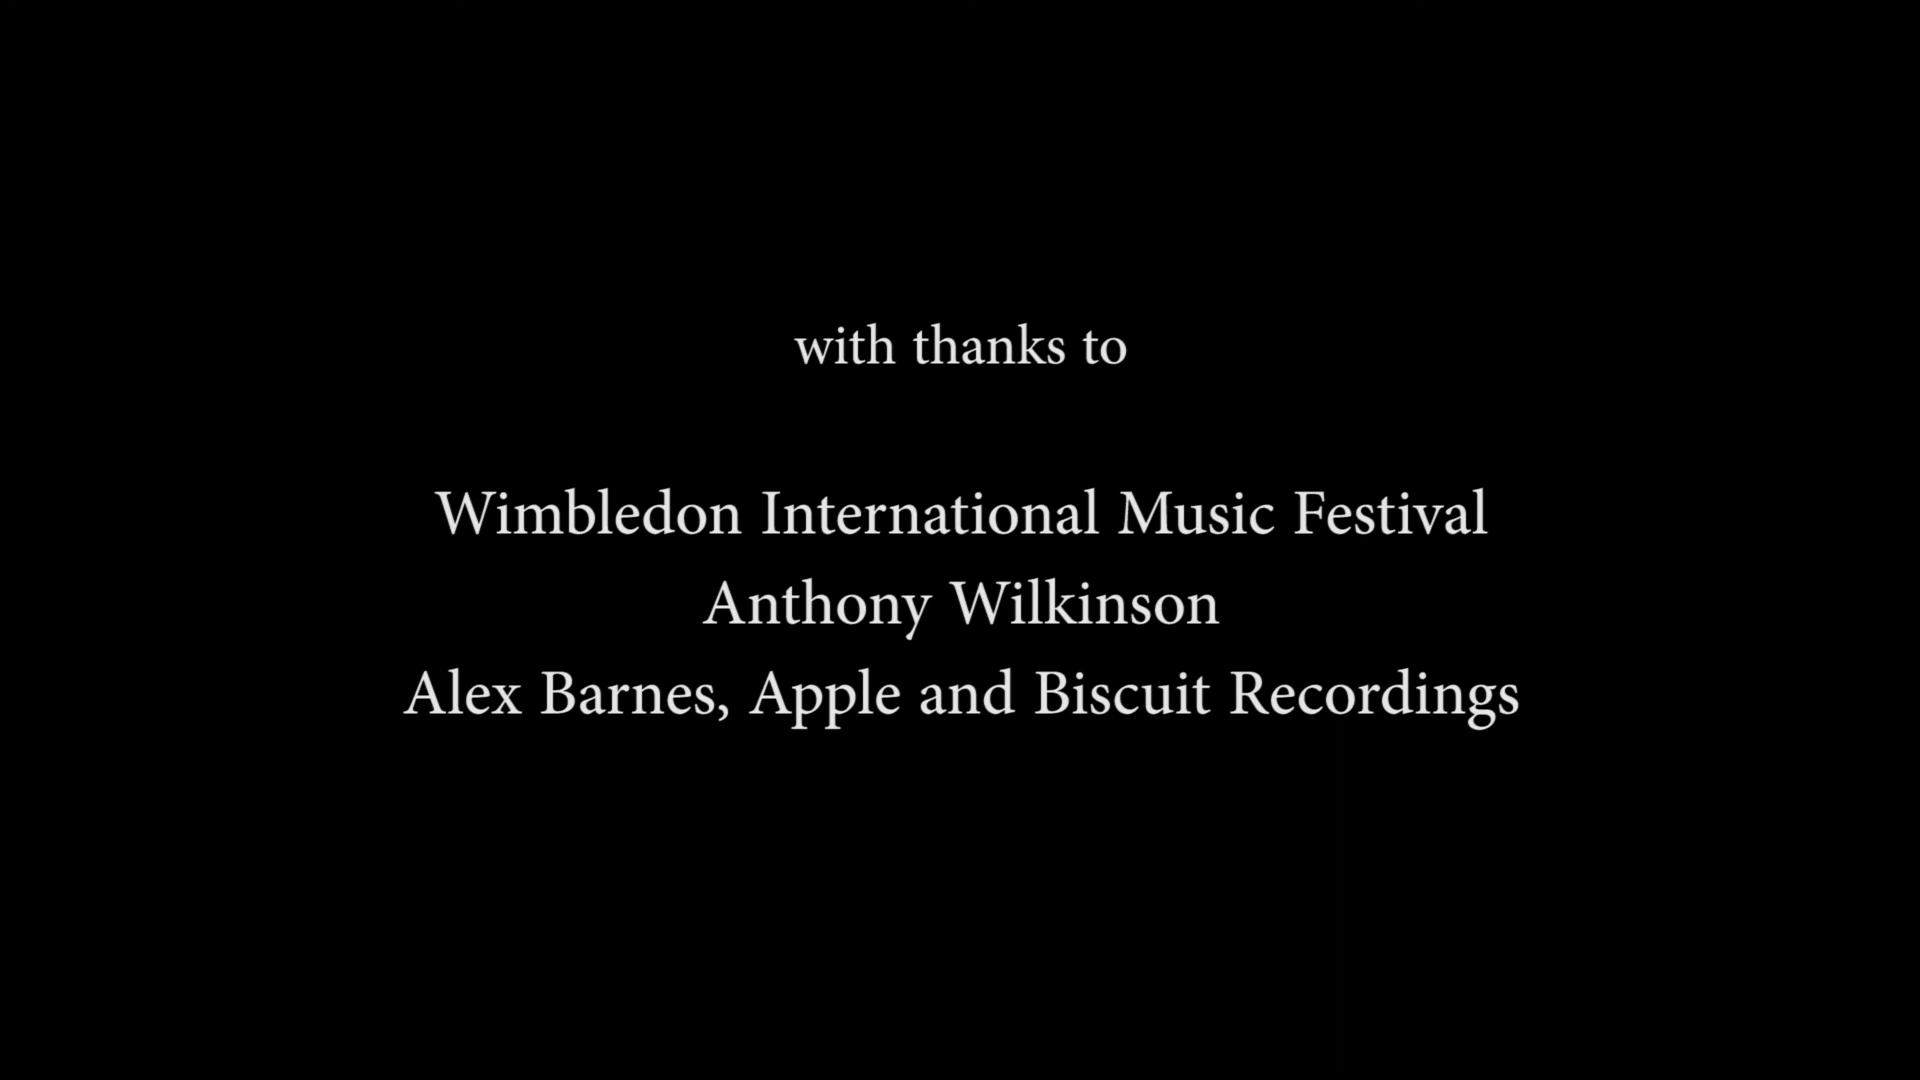 with thanks to
Wimbledon International Music Festival
Anthony Wilkinson
Alex Barnes, Apple and Biscuit Recordings